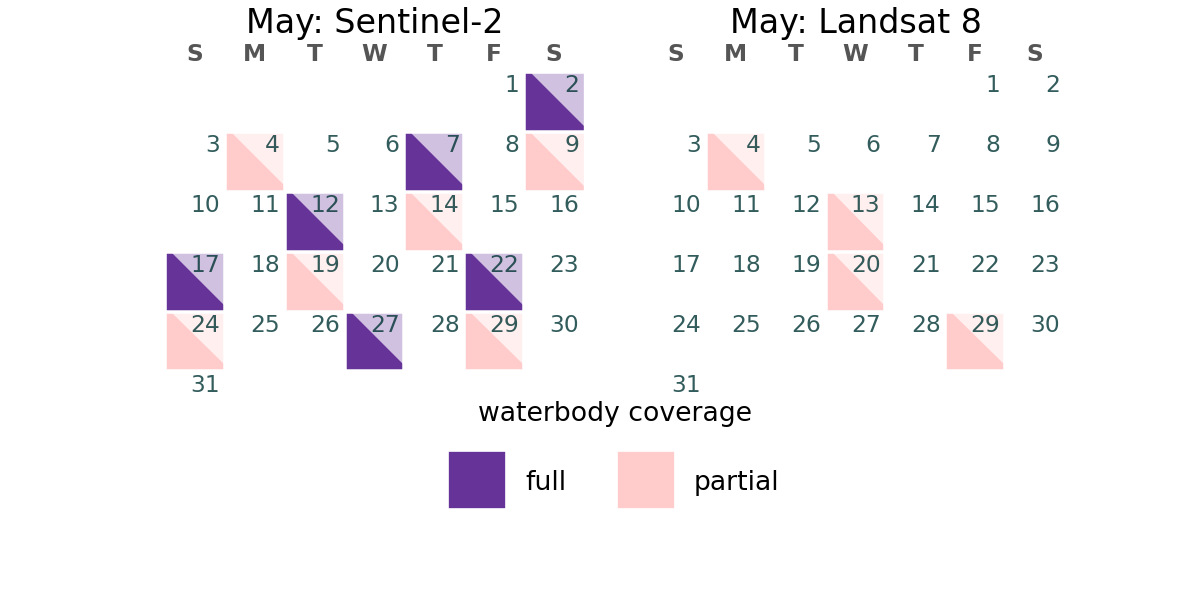 May: Sentinel-2
S M T W T F S
1 2
3 4 5 6 7 8 9
10 11 12 13 14 15 16
17 18 19 20 21 22 23
24 25 26 27 28 29 30
31
May: Landsat 8
S M T W T F S
1 2
3 4 5 6 7 8 9
10 11 12 13 14 15 16
17 18 19 20 21 22 23
24 25 26 27 28 29 30
31
waterbody coverage
full
partial